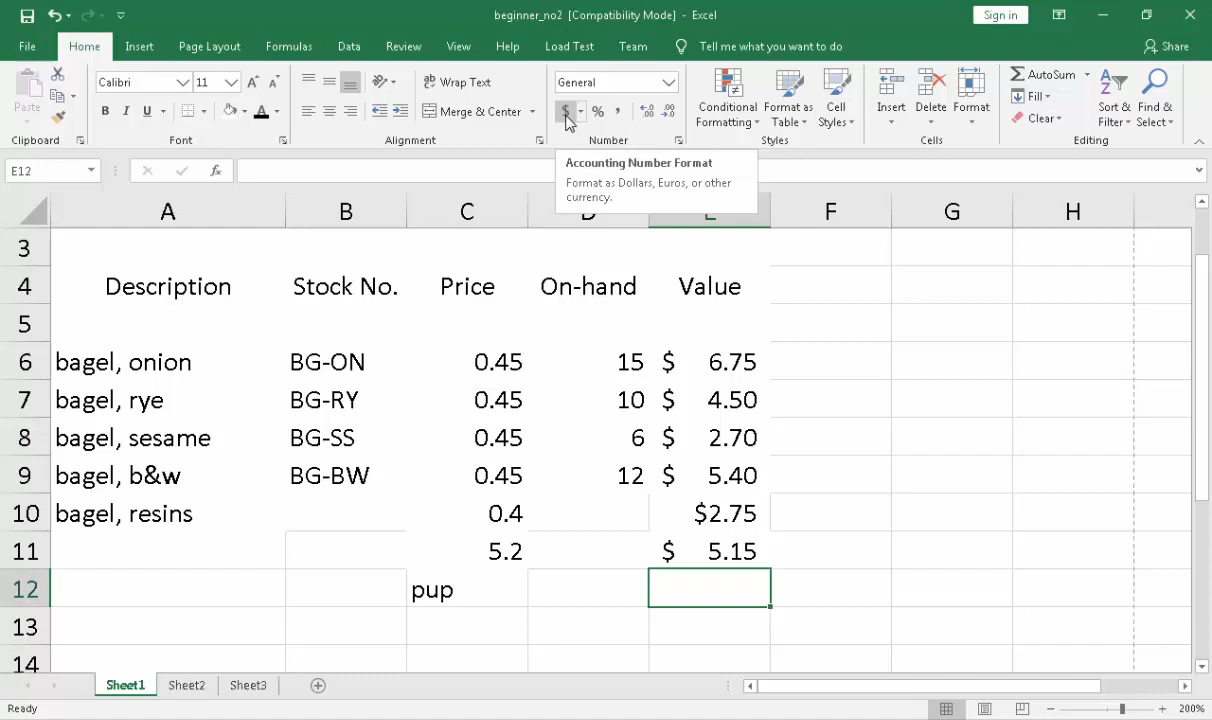 beginner_no2 [Compatibility Mode] - Excel
Sign in
File Home Insert Page Layout Formulas Data Review View Help Load Test Team Tell me what you want to do Share
Paste
Calibri 11 A A
B I U A
Wrap Text
Merge & Center
General
$ % ,
Conditional Formatting
Format as Table
Cell Styles
Insert Delete Format
AutoSum
Fill
Clear
Sort & Filter
Find & Select
Clipboard Font Alignment Number Styles Cells Editing
E12 fx
Accounting Number Format
Format as Dollars, Euros, or other
currency.
A B C D E F G H
3
4 Description Stock No. Price On-hand Value
5
6 bagel, onion BG-ON 0.45 15 $ 6.75
7 bagel, rye BG-RY 0.45 10 $ 4.50
8 bagel, sesame BG-SS 0.45 6 $ 2.70
9 bagel, b&w BG-BW 0.45 12 $ 5.40
10 bagel, resins 0.4 $2.75
11 5.2 $ 5.15
12 pup
13
14
Sheet1 Sheet2 Sheet3
Ready 200%